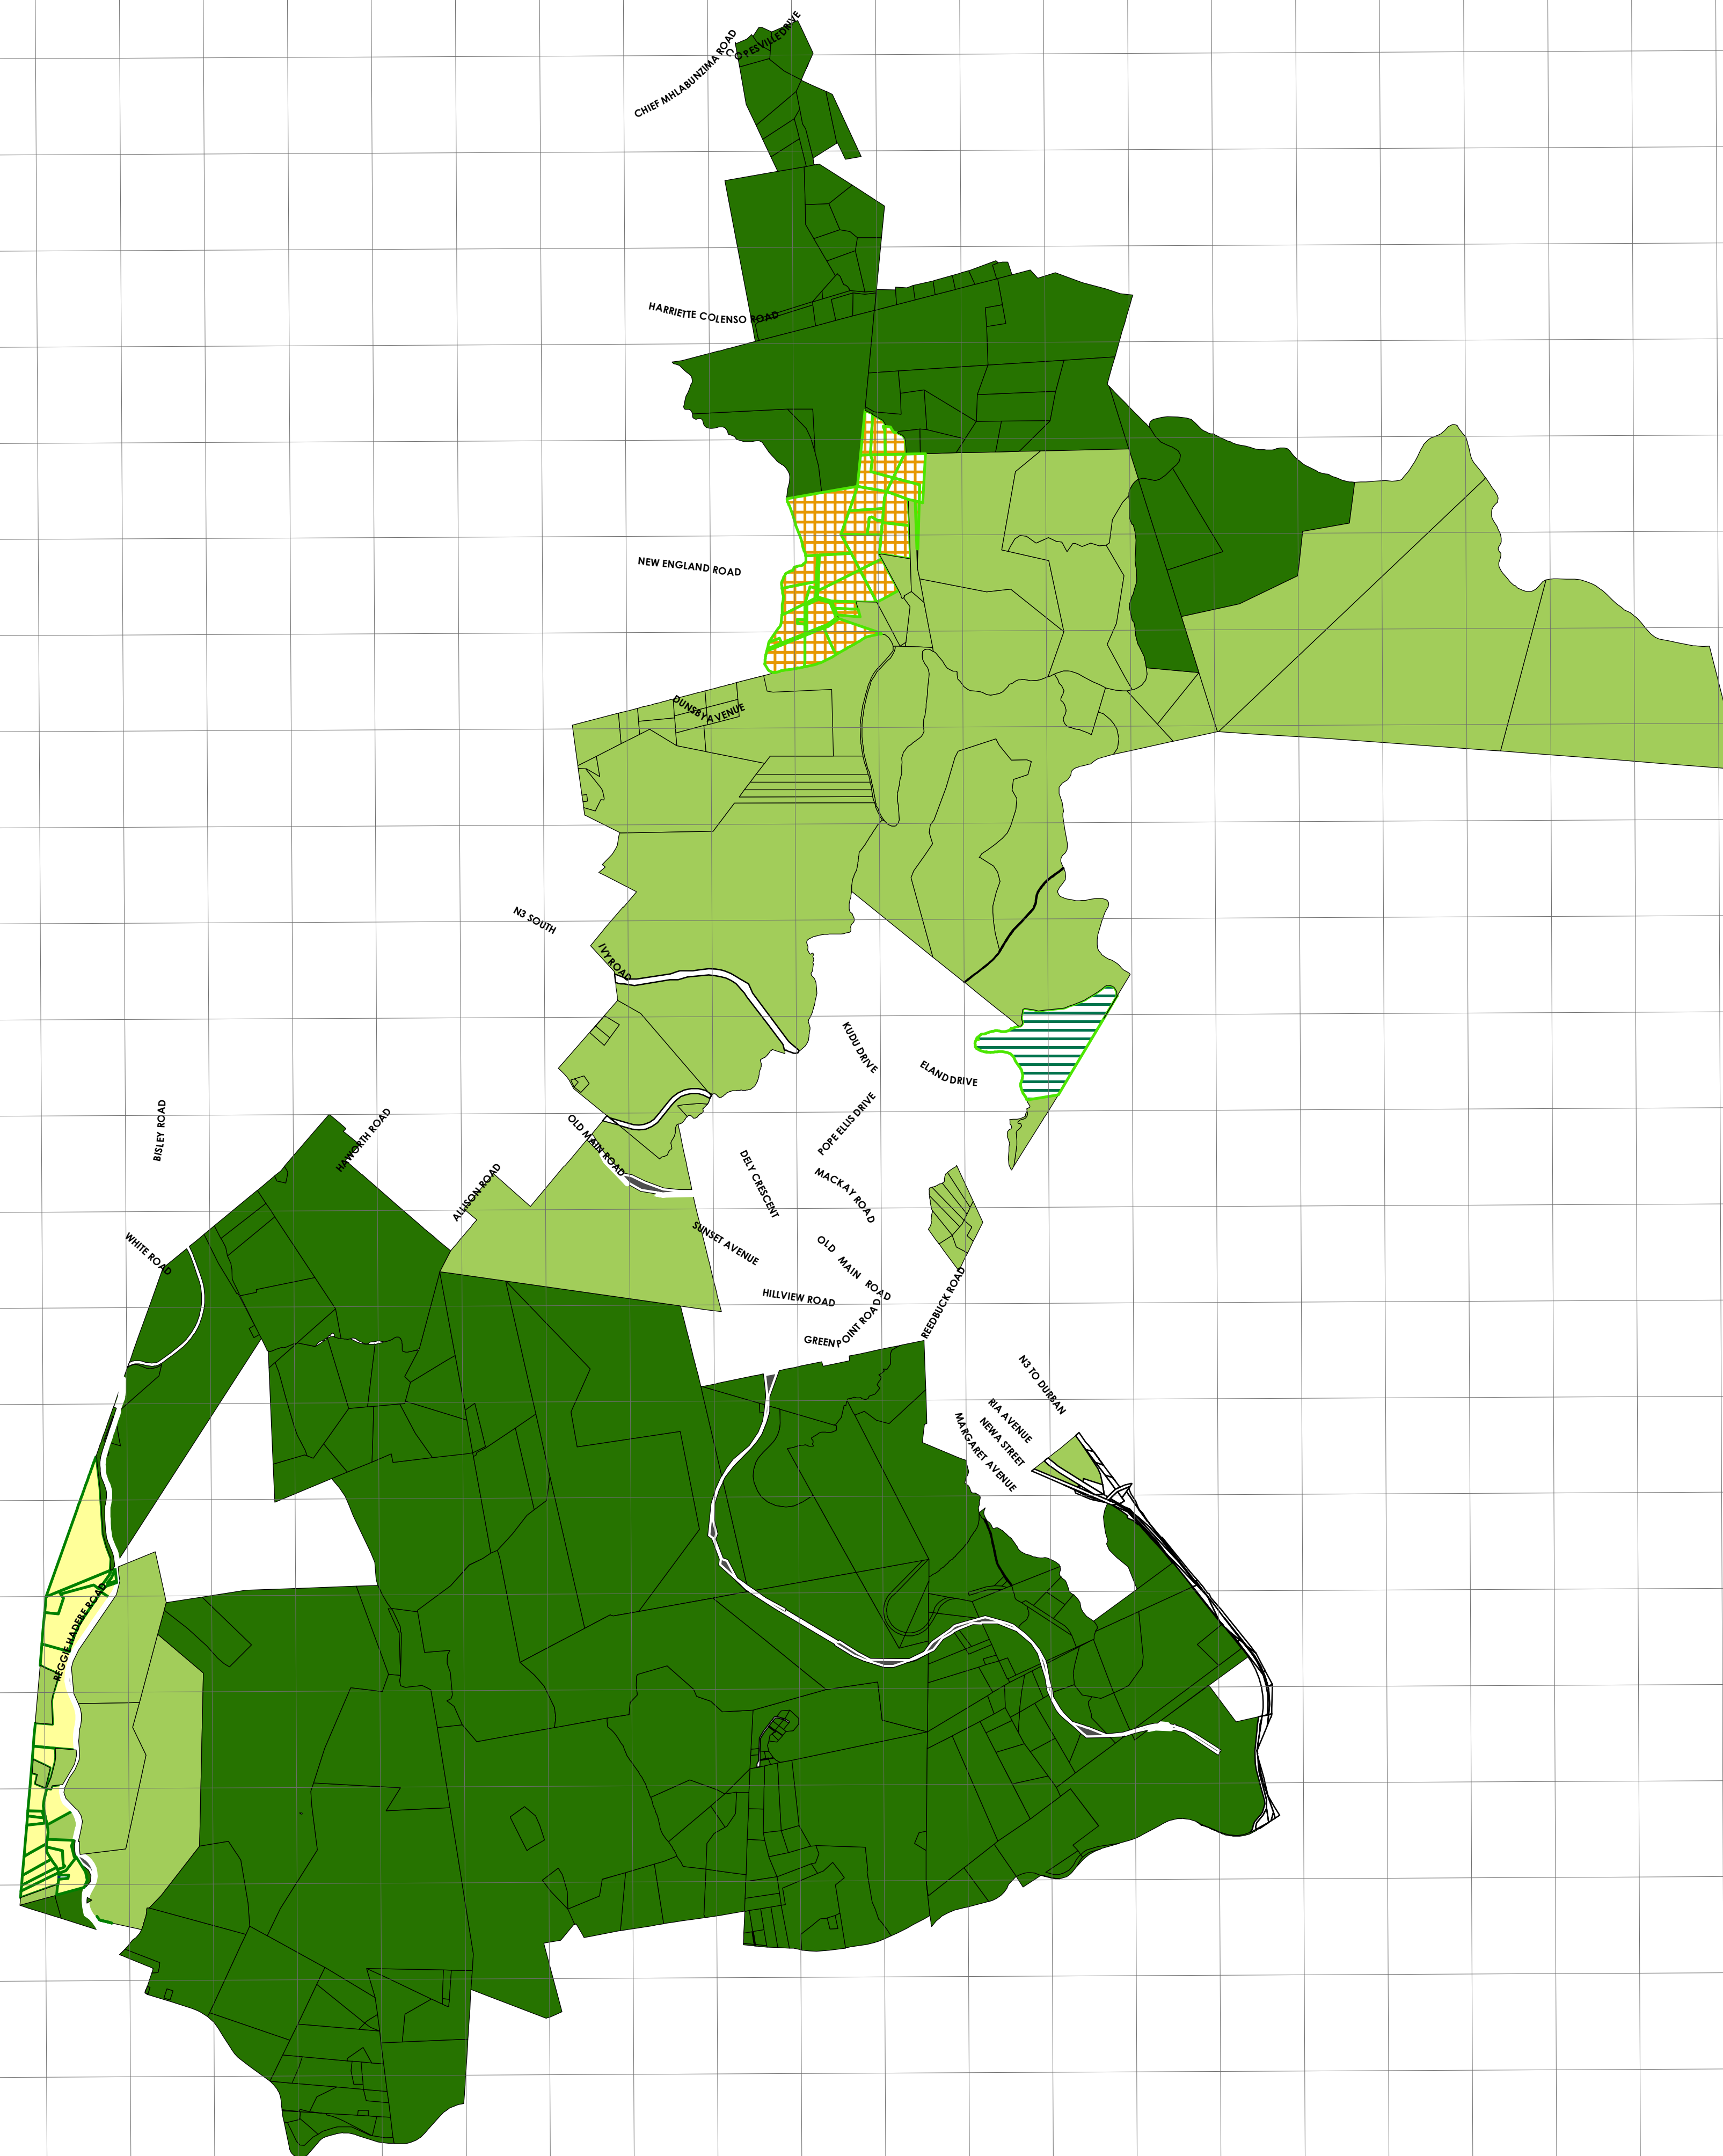 COPESVILLE DRIVE
CHIEF MHLABUNZIMA ROAD
HARRIETTE COLENSO ROAD
NEW ENGLAND ROAD
DUNSBY AVENUE
N3 SOUTH
IVY ROAD
KUDU DRIVE
ELAND DRIVE
BISLEY ROAD
HAWORTH ROAD
OLD MAIN ROAD
POPE ELLIS DRIVE
DELY CRESCENT
MACKAY ROAD
ALLISON ROAD
WHITE ROAD
SUNSET AVENUE
OLD MAIN ROAD
HILLVIEW ROAD
REEDBUCK ROAD
GREENPOINT ROAD
N3 TO DURBAN
RIA AVENUE
NEWA STREET
MARGARET AVENUE
REGGIE HADEBE ROAD